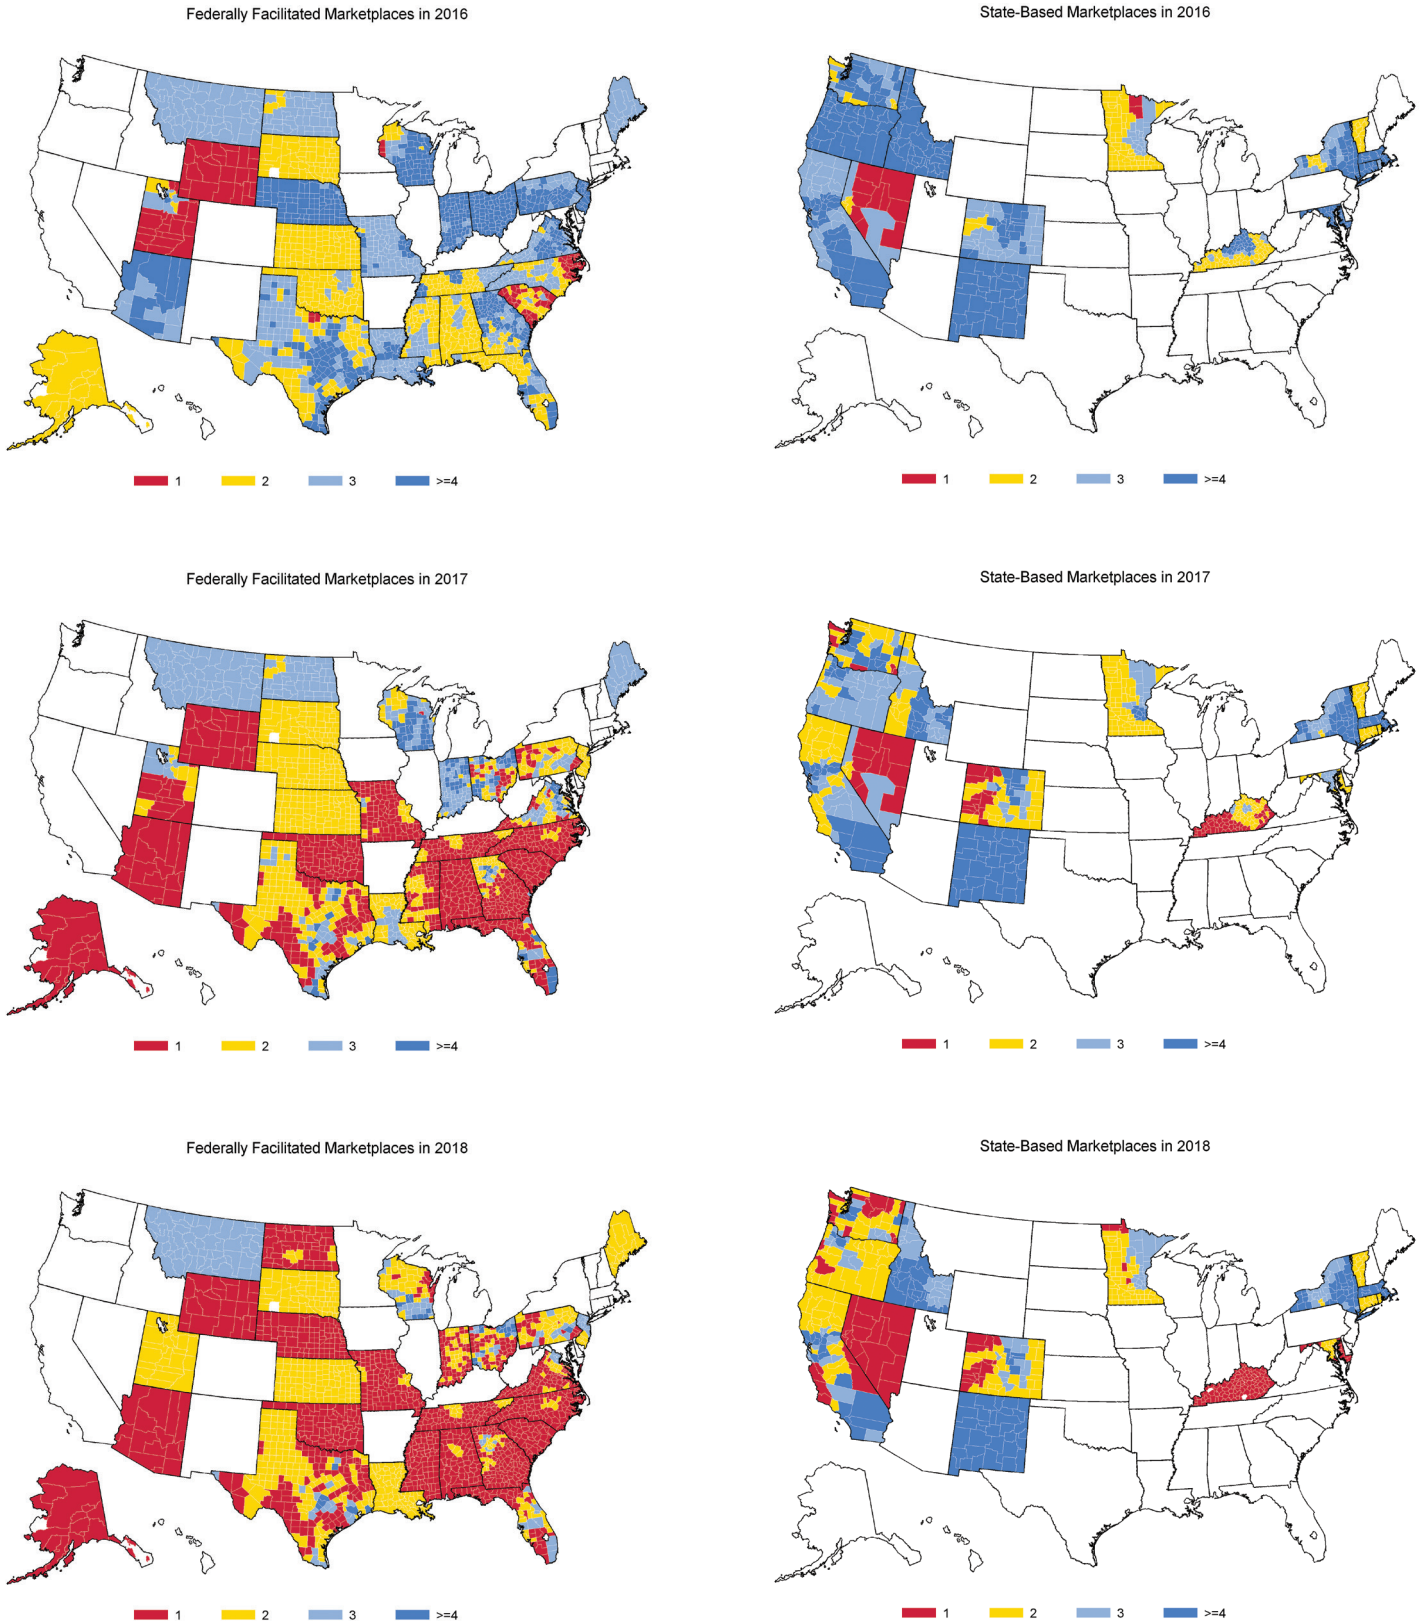 Federally Facilitated Marketplaces in 2016
State-Based Marketplaces in 2016
1 2 3 >=4
1 2 3 >=4
Federally Facilitated Marketplaces in 2017
State-Based Marketplaces in 2017
1 2 3 >=4
1 2 3 >=4
Federally Facilitated Marketplaces in 2018
State-Based Marketplaces in 2018
1 2 3 >=4
1 2 3 >=4